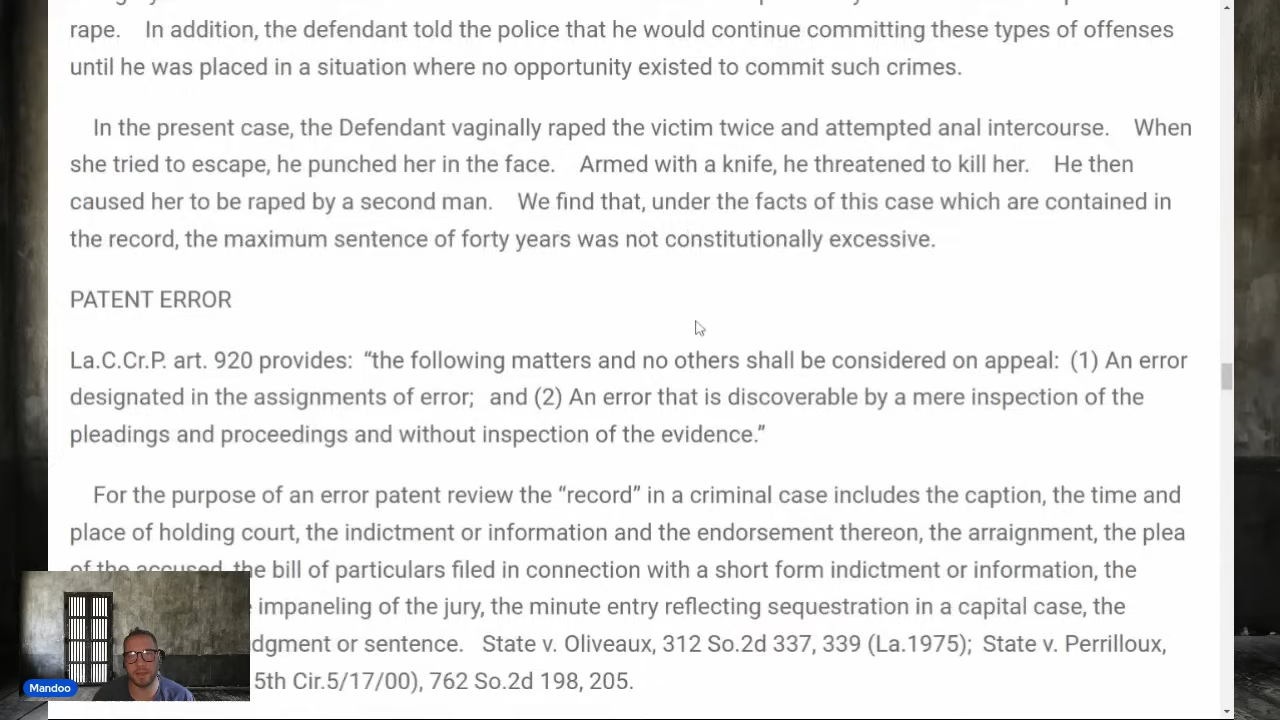 rape. In addition, the defendant told the police that he would continue committing these types of offenses
until he was placed in a situation where no opportunity existed to commit such crimes.
In the present case, the Defendant vaginally raped the victim twice and attempted anal intercourse. When
she tried to escape, he punched her in the face. Armed with a knife, he threatened to kill her. He then
caused her to be raped by a second man. We find that, under the facts of this case which are contained in
the record, the maximum sentence of forty years was not constitutionally excessive.
PATENT ERROR
La.C.Cr.P. art. 920 provides: “the following matters and no others shall be considered on appeal: (1) An error
designated in the assignments of error; and (2) An error that is discoverable by a mere inspection of the
pleadings and proceedings and without inspection of the evidence.”
For the purpose of an error patent review the “record” in a criminal case includes the caption, the time and
place of holding court, the indictment or information and the endorsement thereon, the arraignment, the plea
of the accused, the bill of particulars filed in connection with a short form indictment or information, the
impaneling of the jury, the minute entry reflecting sequestration in a capital case, the
dgment or sentence. State v. Oliveaux, 312 So.2d 337, 339 (La.1975); State v. Perrilloux,
5th Cir.5/17/00), 762 So.2d 198, 205.
Mandoo